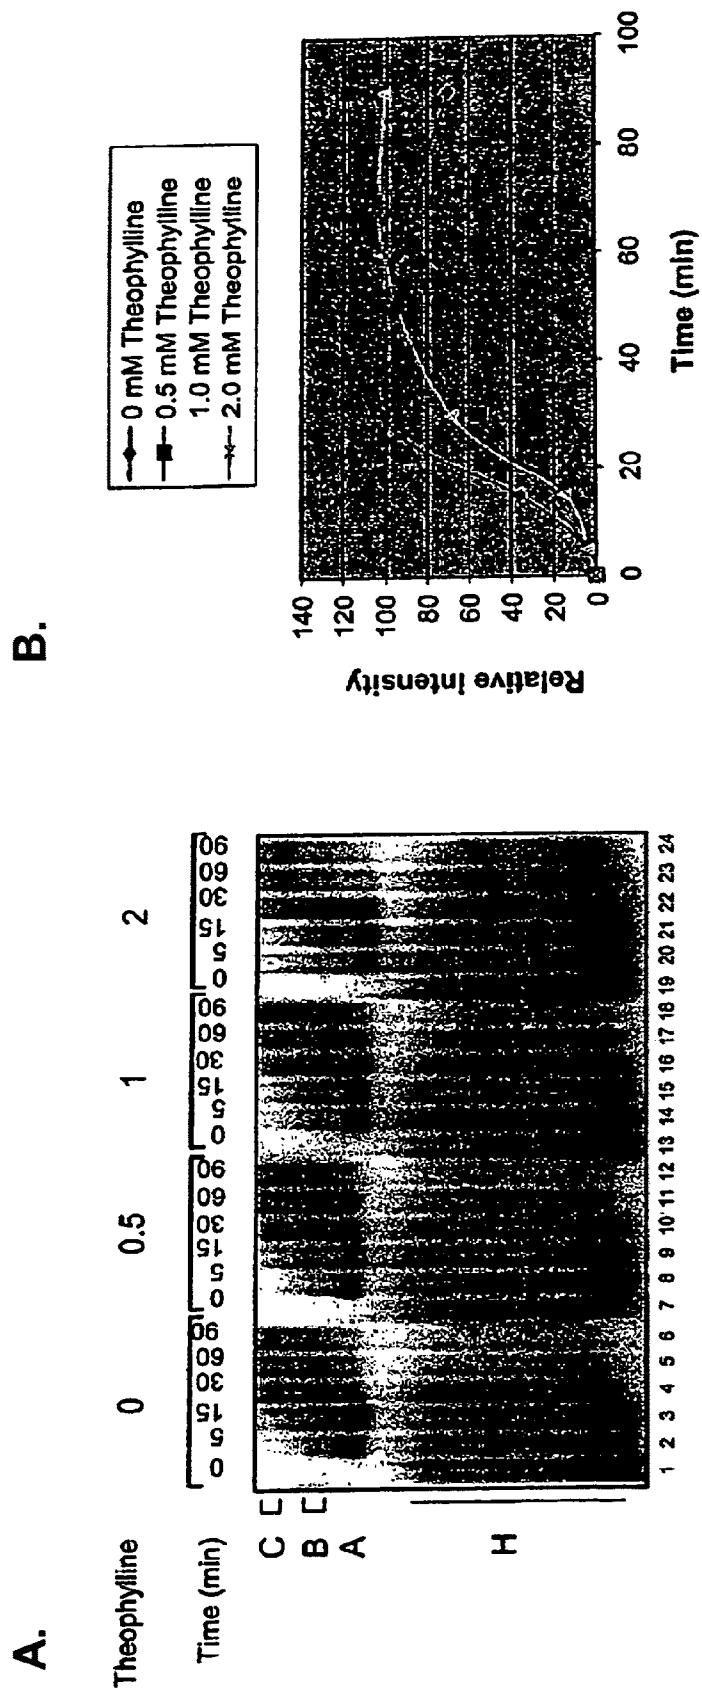 A.
Theophylline 0 0.5 1 2
Time (min) 0 5 15 30 60 90 0 5 15 30 60 90 0 5 15 30 60 90 0 5 15 30 60 90
C
B
A
H
1 2 3 4 5 6 7 8 9 10 11 12 13 14 15 16 17 18 19 20 21 22 23 24
B.
0 mM Theophylline
0.5 mM Theophylline
1.0 mM Theophylline
2.0 mM Theophylline
Relative Intensity
140
120
100
80
60
40
20
0
0 20 40 60 80 100
Time (min)